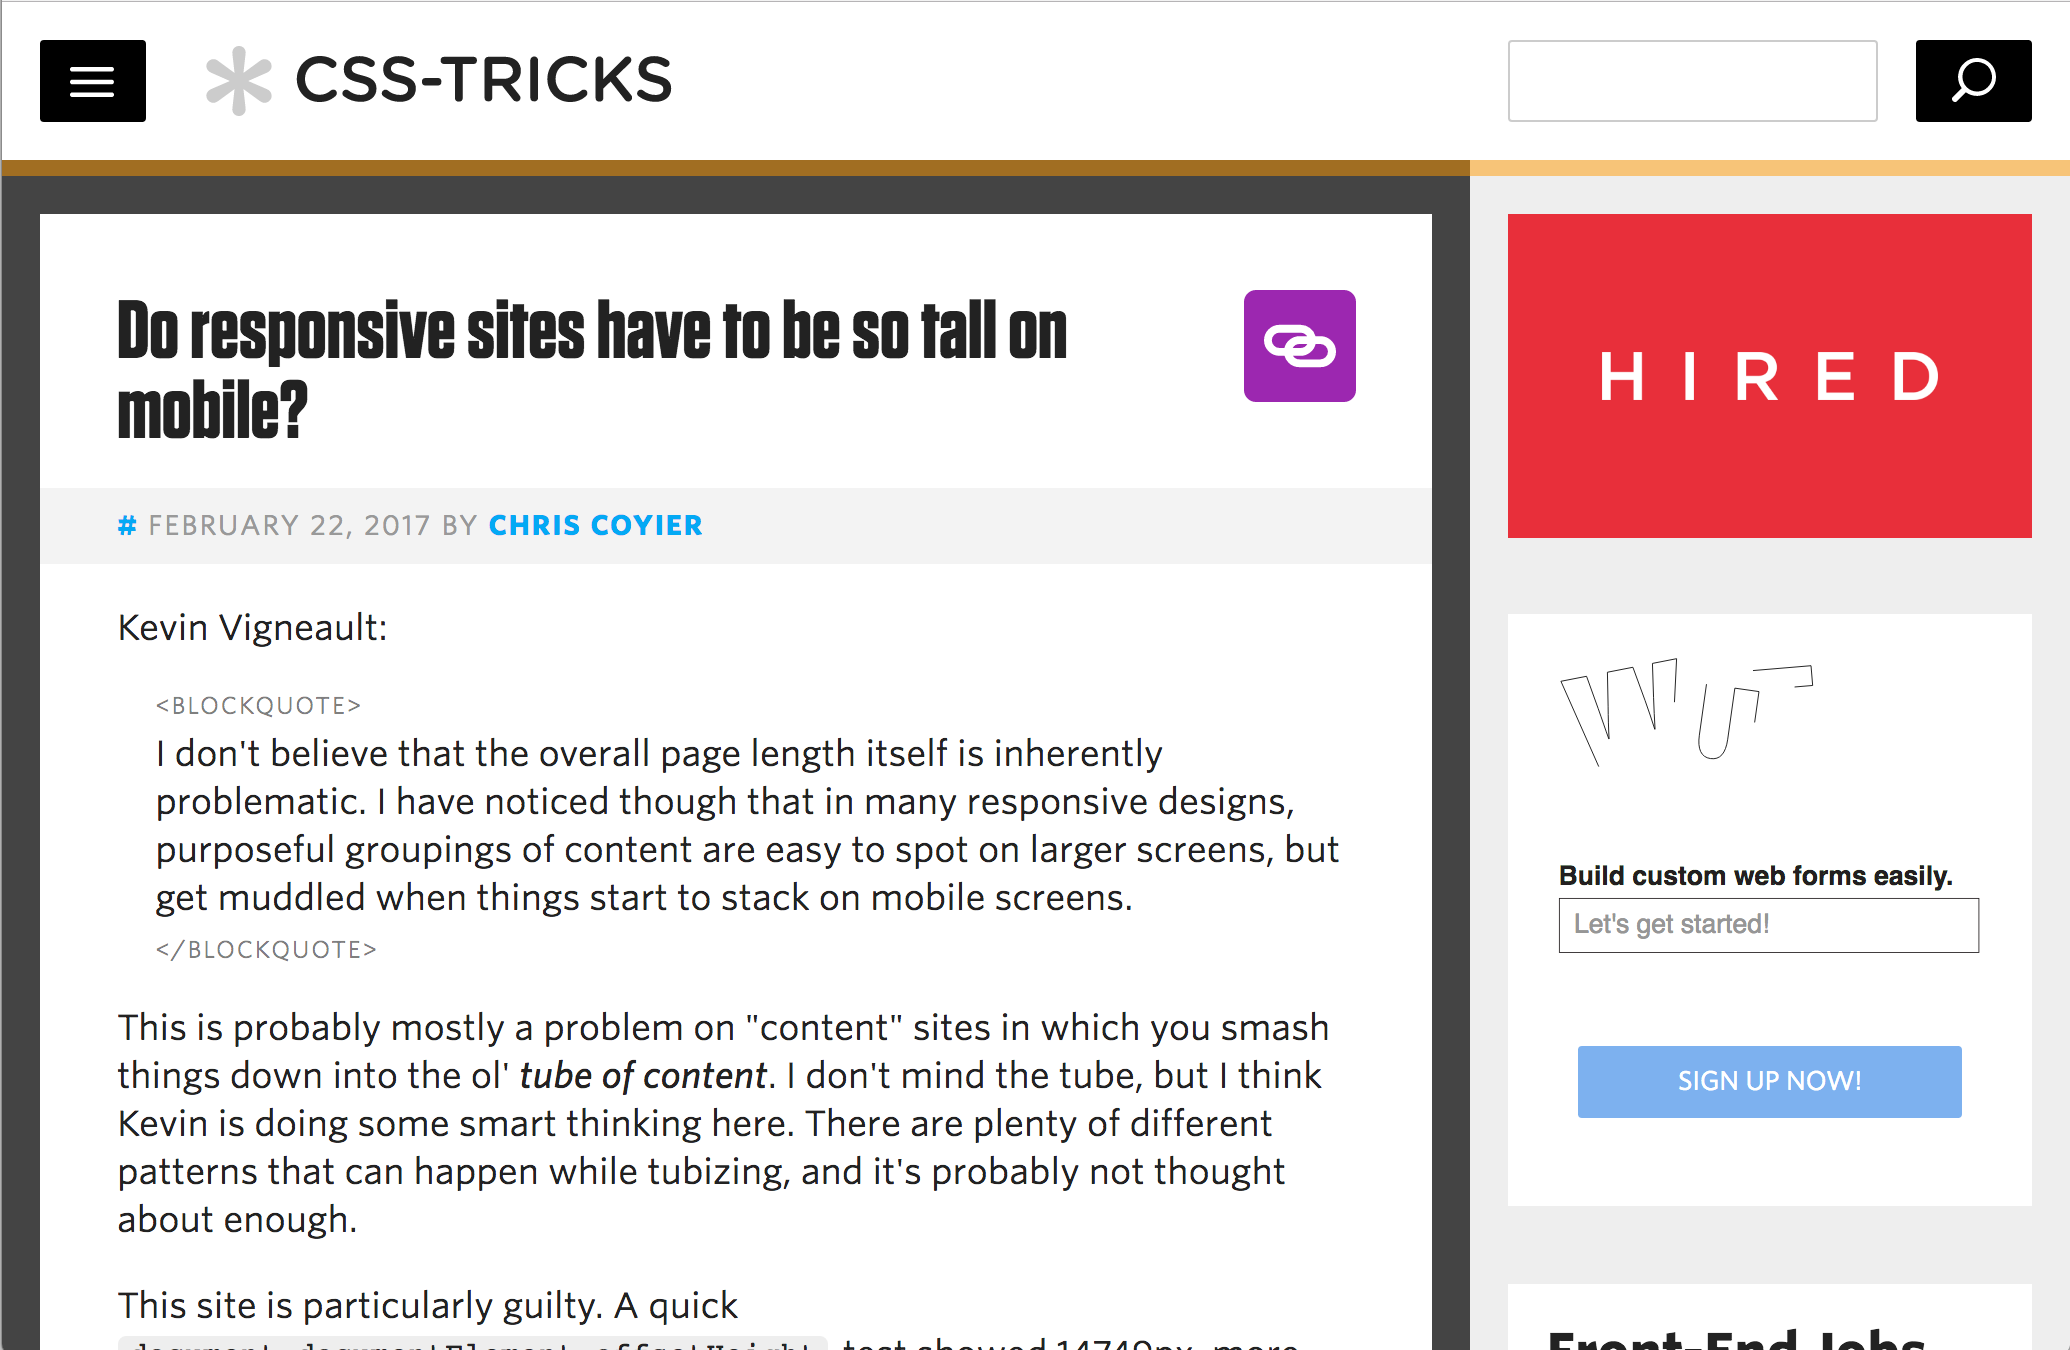 CSS-TRICKS
Do responsive sites have to be so tall on
mobile?
# FEBRUARY 22, 2017 BY CHRIS COYIER
Kevin Vigneault:
<BLOCKQUOTE>
I don't believe that the overall page length itself is inherently
problematic. I have noticed though that in many responsive designs,
purposeful groupings of content are easy to spot on larger screens, but
get muddled when things start to stack on mobile screens.
</BLOCKQUOTE>
This is probably mostly a problem on "content" sites in which you smash
things down into the ol' tube of content. I don't mind the tube, but I think
Kevin is doing some smart thinking here. There are plenty of different
patterns that can happen while tubizing, and it's probably not thought
about enough.
This site is particularly guilty. A quick
document.documentElement.offsetHeight test showed 14740px, more
HIRED
WUT
Build custom web forms easily.
Let's get started!
SIGN UP NOW!
Front-End Jobs